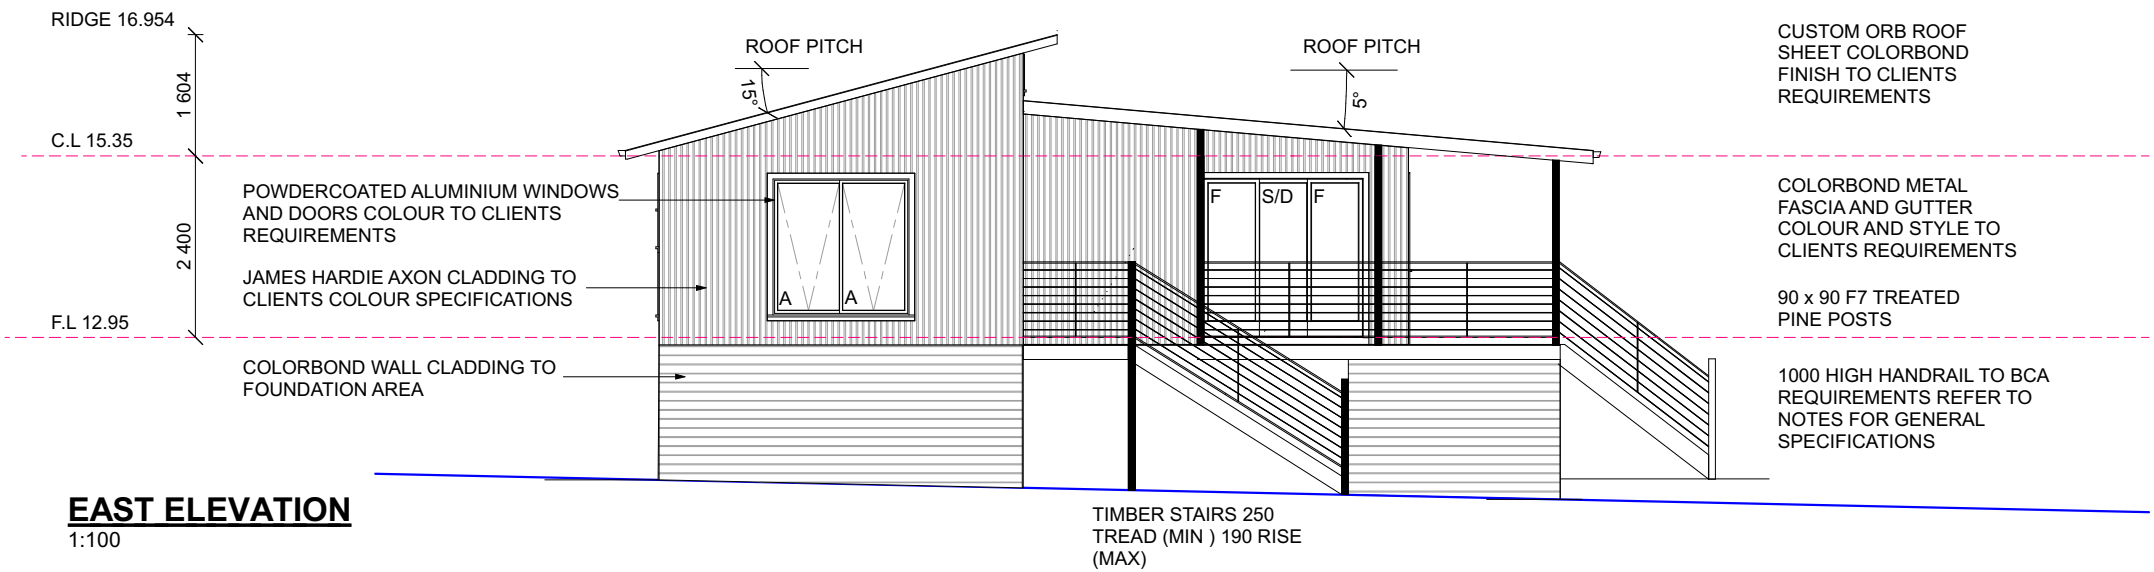 RIDGE 16.954
1 604
C.L 15.35
2 400
F.L 12.95
POWDERCOATED ALUMINIUM WINDOWS
AND DOORS COLOUR TO CLIENTS
REQUIREMENTS
JAMES HARDIE AXON CLADDING TO
CLIENTS COLOUR SPECIFICATIONS
COLORBOND WALL CLADDING TO
FOUNDATION AREA
ROOF PITCH
15°
ROOF PITCH
5°
A
A
F
S/D
F
CUSTOM ORB ROOF
SHEET COLORBOND
FINISH TO CLIENTS
REQUIREMENTS
COLORBOND METAL
FASCIA AND GUTTER
COLOUR AND STYLE TO
CLIENTS REQUIREMENTS
90 x 90 F7 TREATED
PINE POSTS
1000 HIGH HANDRAIL TO BCA
REQUIREMENTS REFER TO
NOTES FOR GENERAL
SPECIFICATIONS
TIMBER STAIRS 250
TREAD (MIN ) 190 RISE
(MAX)
EAST ELEVATION
1:100